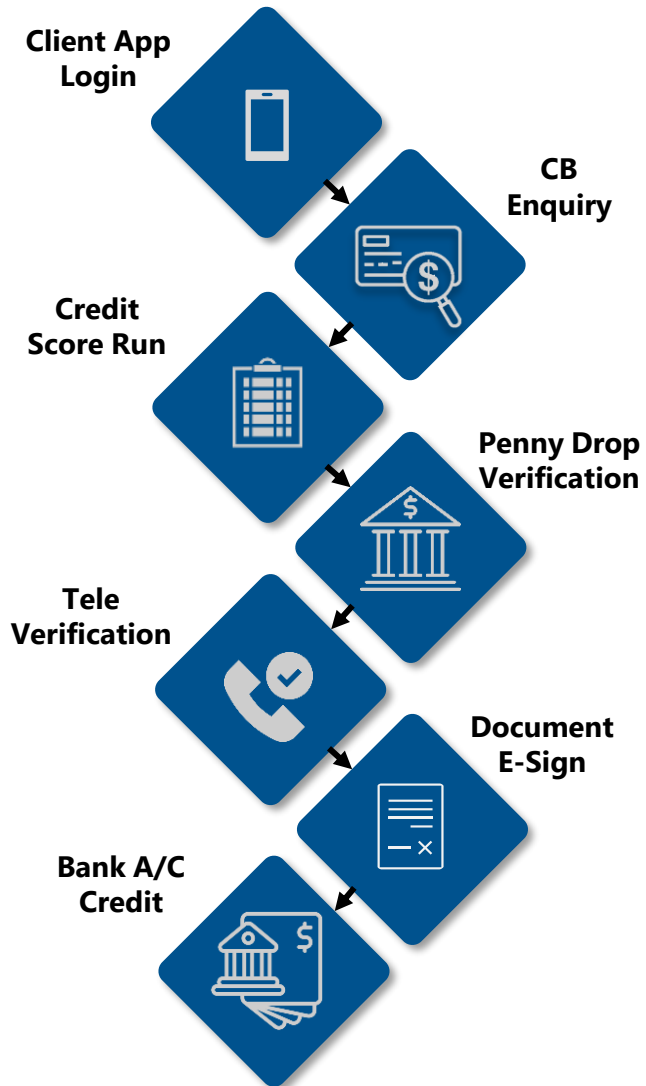 Client App
Login
CB
Enquiry
$
Credit
Score Run
Penny Drop
Verification
$
Tele
Verification
Document
E-Sign
Bank A/C
Credit
$